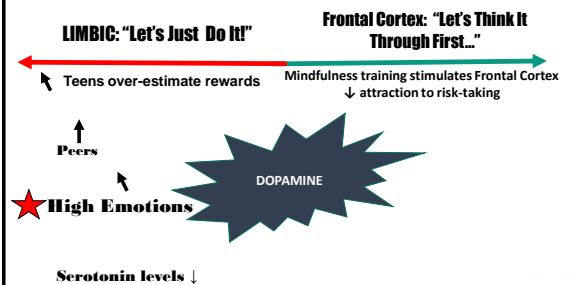 LIMBIC: “Let’s Just Do It!”
Frontal Cortex: “Let’s Think It
Through First…”
Teens over-estimate rewards
Mindfulness training stimulates Frontal Cortex
↓ attraction to risk-taking
Peers
DOPAMINE
High Emotions
Serotonin levels ↓